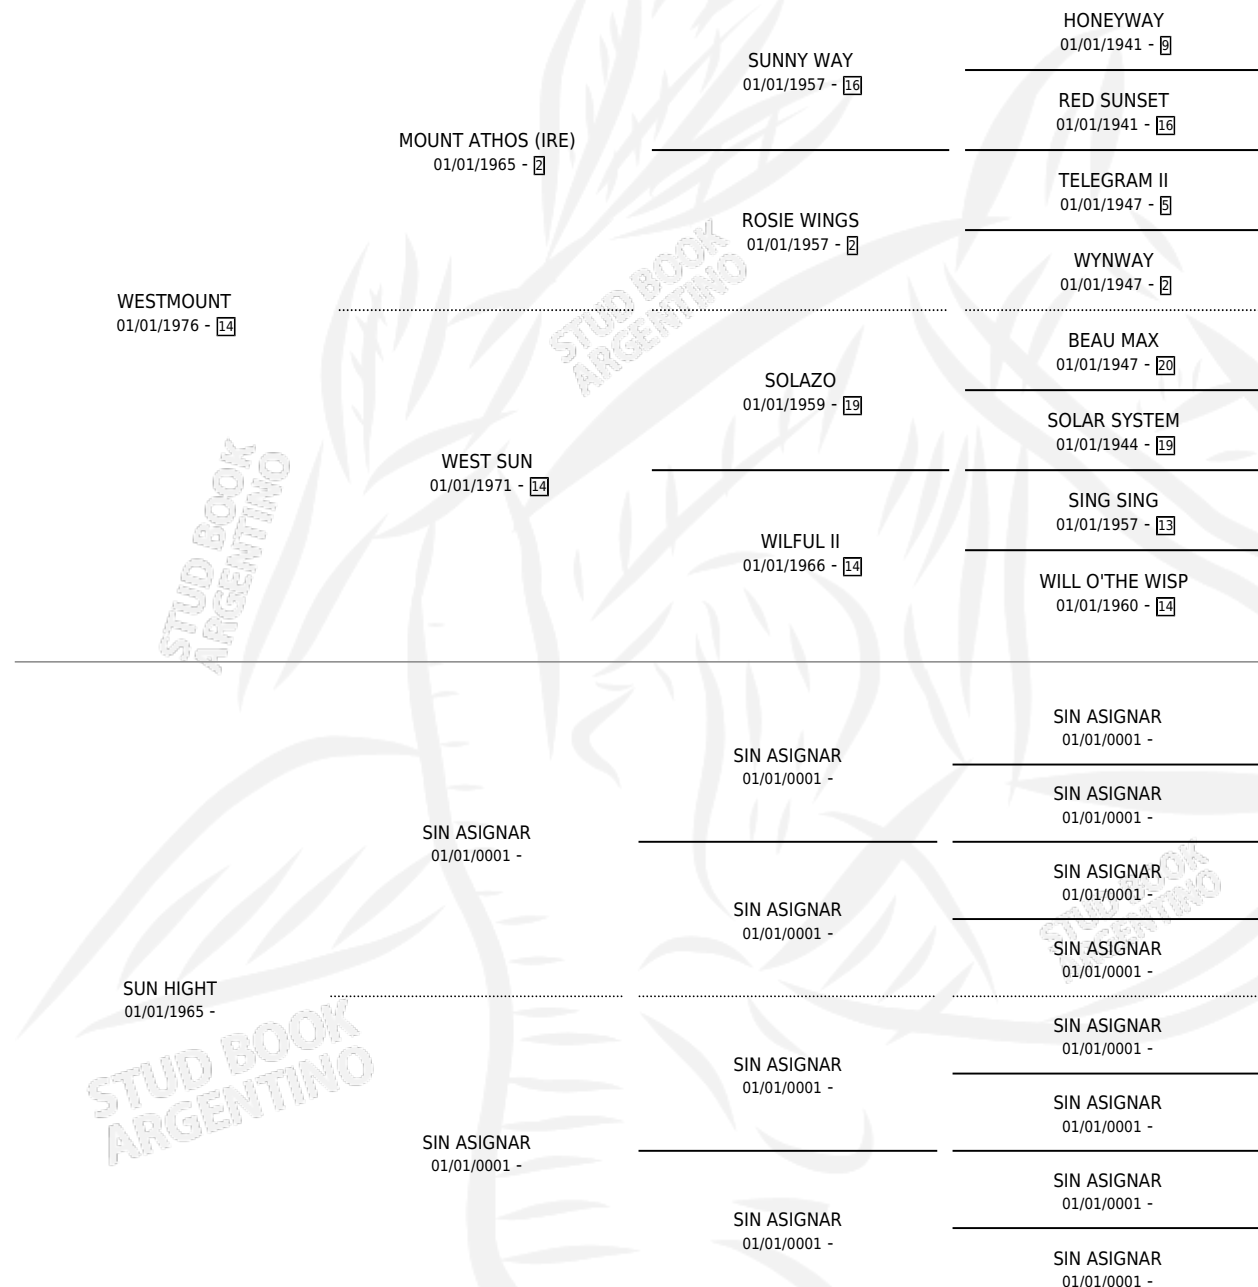 HONEYWAY
01/01/1941 - 9
SUNNY WAY
01/01/1957 - 16
RED SUNSET
01/01/1941 - 16
MOUNT ATHOS (IRE)
01/01/1965 - 2
TELEGRAM II
01/01/1947 - 5
ROSIE WINGS
01/01/1957 - 2
WYNWAY
01/01/1947 - 2
WESTMOUNT
01/01/1976 - 14
BEAU MAX
01/01/1947 - 20
SOLAZO
01/01/1959 - 19
SOLAR SYSTEM
01/01/1944 - 19
WEST SUN
01/01/1971 - 14
SING SING
01/01/1957 - 13
WILFUL II
01/01/1966 - 14
WILL O'THE WISP
01/01/1960 - 14
STUD BOOK
ARGENTINO
STUD BOOK
ARGENTINO
SIN ASIGNAR
01/01/0001 -
SIN ASIGNAR
01/01/0001 -
SIN ASIGNAR
01/01/0001 -
SIN ASIGNAR
01/01/0001 -
SIN ASIGNAR
01/01/0001 -
SIN ASIGNAR
01/01/0001 -
SIN ASIGNAR
01/01/0001 -
SUN HIGHT
01/01/1965 -
SIN ASIGNAR
01/01/0001 -
SIN ASIGNAR
01/01/0001 -
SIN ASIGNAR
01/01/0001 -
SIN ASIGNAR
01/01/0001 -
SIN ASIGNAR
01/01/0001 -
SIN ASIGNAR
01/01/0001 -
SIN ASIGNAR
01/01/0001 -
STUD BOOK
ARGENTINO
STUD BOOK
ARGENTINO